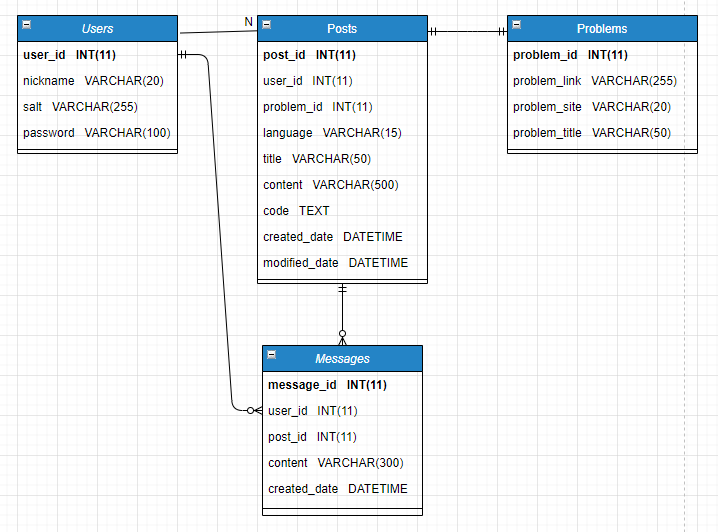 Users
user_id INT(11)
nickname VARCHAR(20)
salt VARCHAR(255)
password VARCHAR(100)
N
Posts
post_id INT(11)
user_id INT(11)
problem_id INT(11)
language VARCHAR(15)
title VARCHAR(50)
content VARCHAR(500)
code TEXT
created_date DATETIME
modified_date DATETIME
Problems
problem_id INT(11)
problem_link VARCHAR(255)
problem_site VARCHAR(20)
problem_title VARCHAR(50)
Messages
message_id INT(11)
user_id INT(11)
post_id INT(11)
content VARCHAR(300)
created_date DATETIME